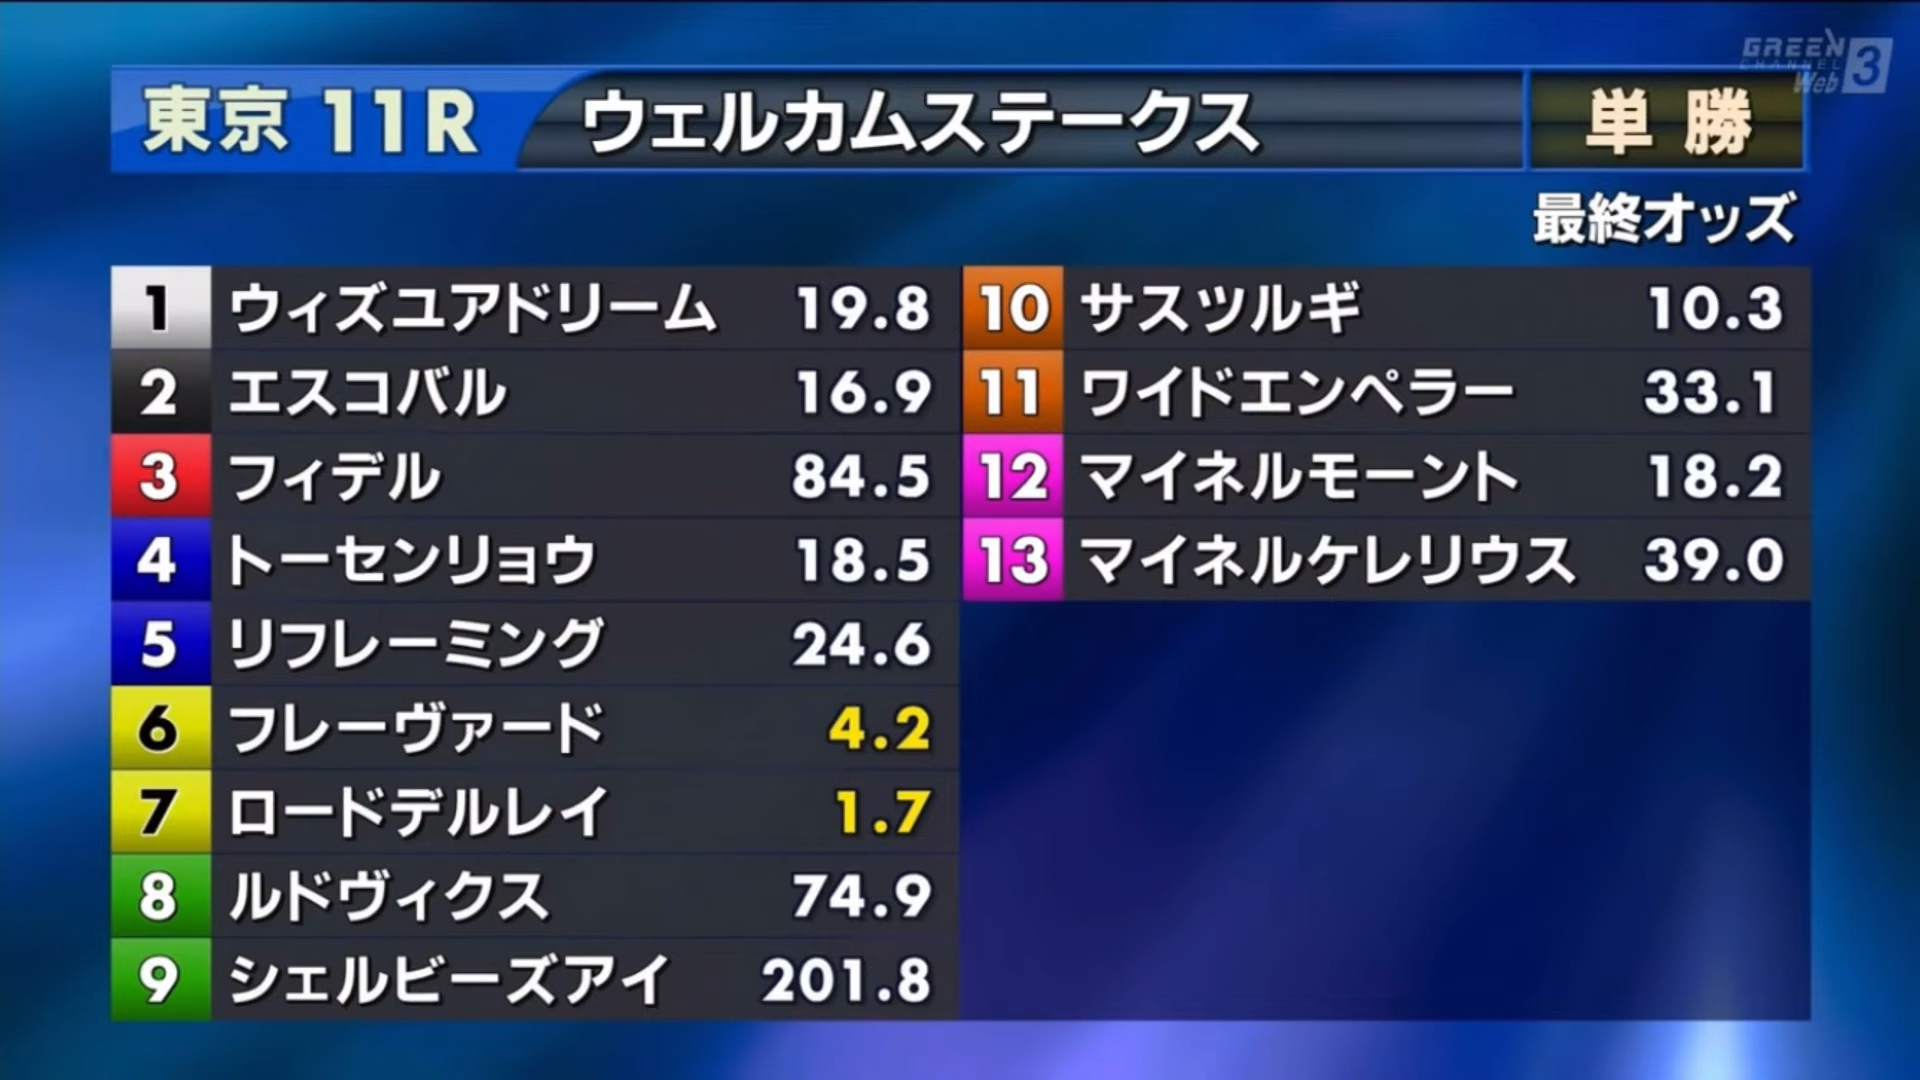 GREEN CHANNEL Web 3
東京 11R ウェルカムステークス 単勝
最終オッズ
1 ウィズユアドリーム 19.8
2 エスコバル 16.9
3 フィデル 84.5
4 トーセンリョウ 18.5
5 リフレーミング 24.6
6 フレーヴァード 4.2
7 ロードデルレイ 1.7
8 ルドヴィクス 74.9
9 シェルビーズアイ 201.8
10 サスツルギ 10.3
11 ワイドエンペラー 33.1
12 マイネルモーント 18.2
13 マイネルケレリウス 39.0